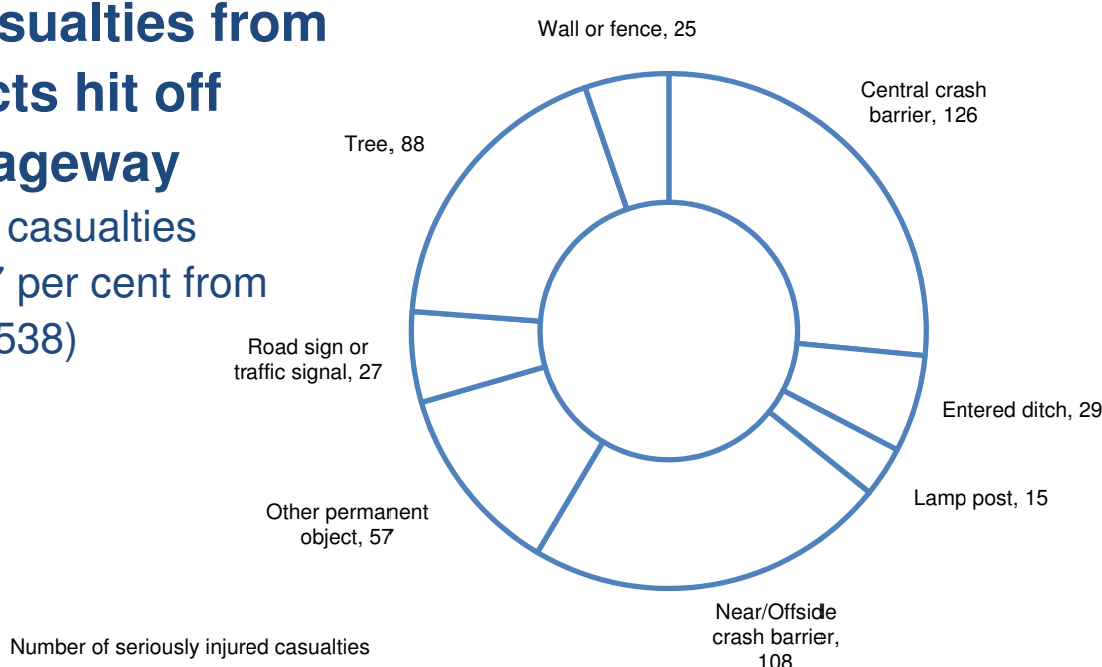 sualties from
cts hit off
ageway
casualties
7 per cent from
538)
Wall or fence, 25
Central crash
barrier, 126
Tree, 88
Road sign or
traffic signal, 27
Entered ditch, 29
Lamp post, 15
Other permanent
object, 57
Near/Offside
crash barrier,
108
Number of seriously injured casualties